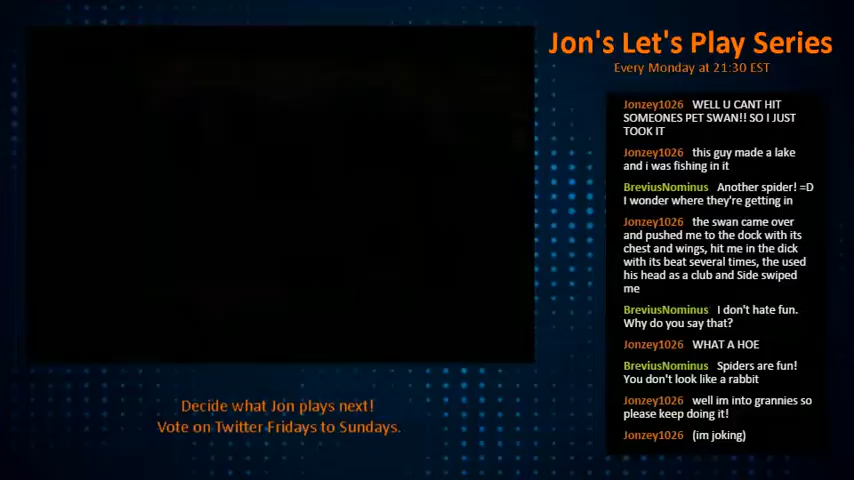 Jon's Let's Play Series
Every Monday at 21:30 EST
Jonzey1026 WELL U CANT HIT
SOMEONES PET SWAN!! SO I JUST
TOOK IT
Jonzey1026 this guy made a lake
and i was fishing in it
BreviusNominus Another spider! =D
I wonder where they're getting in
Jonzey1026 the swan came over
and pushed me to the dock with its
chest and wings, hit me in the dick
with its beat several times, the used
his head as a club and Side swiped
me
BreviusNominus I don't hate fun.
Why do you say that?
Jonzey1026 WHAT A HOE
BreviusNominus Spiders are fun!
You don't look like a rabbit
Jonzey1026 well im into grannies so
please keep doing it!
Jonzey1026 (im joking)
Decide what Jon plays next!
Vote on Twitter Fridays to Sundays.